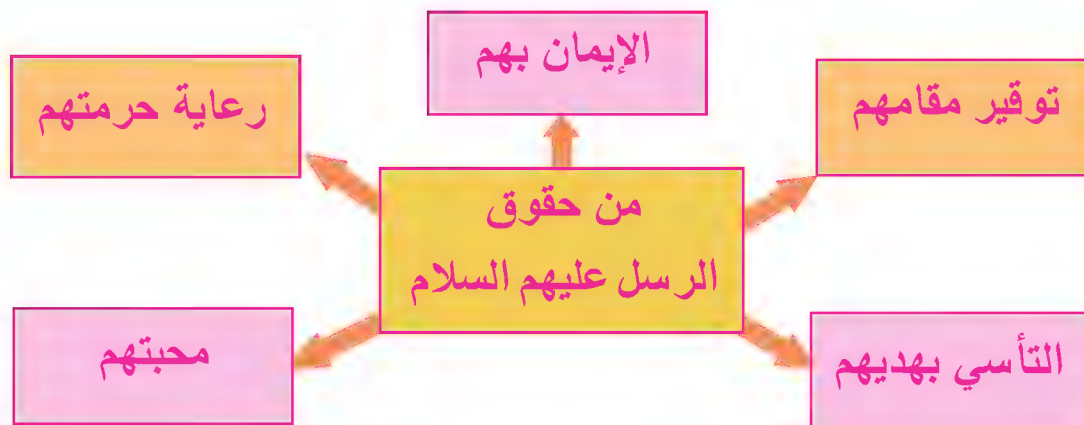 الإيمان بهم
توقير مقامهم
رعاية حرمتهم
من حقوق
الرسل عليهم السلام
التأسي بهديهم
محبتهم